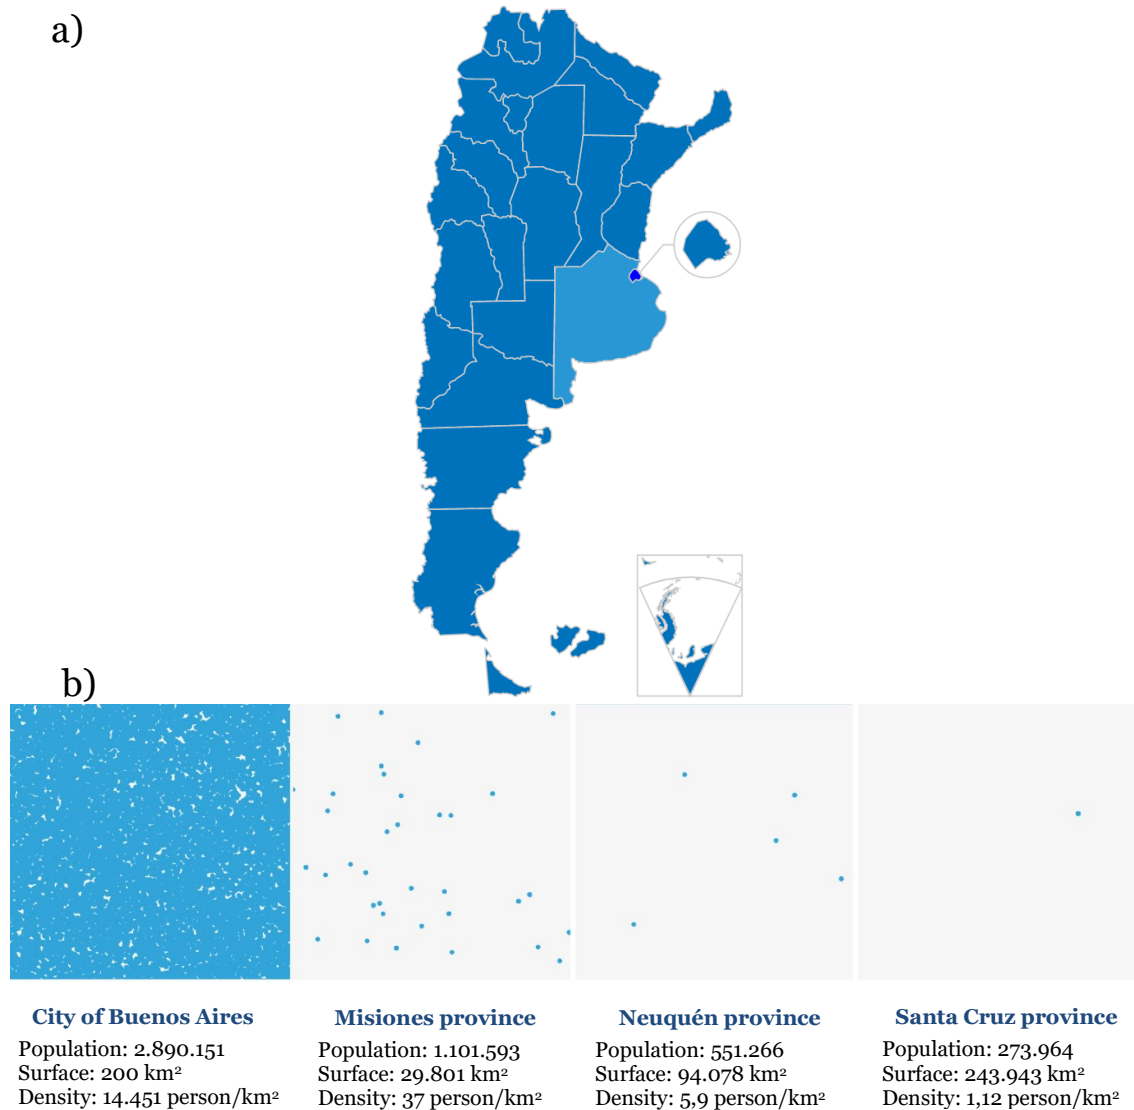 a)
b)
City of Buenos Aires
Population: 2.890.151
Surface: 200 km²
Density: 14.451 person/km²
Misiones province
Population: 1.101.593
Surface: 29.801 km²
Density: 37 person/km²
Neuquén province
Population: 551.266
Surface: 94.078 km²
Density: 5,9 person/km²
Santa Cruz province
Population: 273.964
Surface: 243.943 km²
Density: 1,12 person/km²